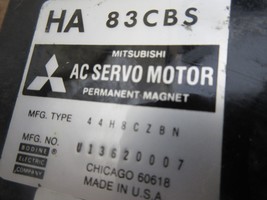 HA 83CBS
MITSUBISHI
AC SERVO MOTOR
PERMANENT MAGNET
MFG. TYPE 44H8CZBN
MFG. NO. 013620007
BODINE
ELECTRIC
COMPANY
CHICAGO 60618
MADE IN U.S.A